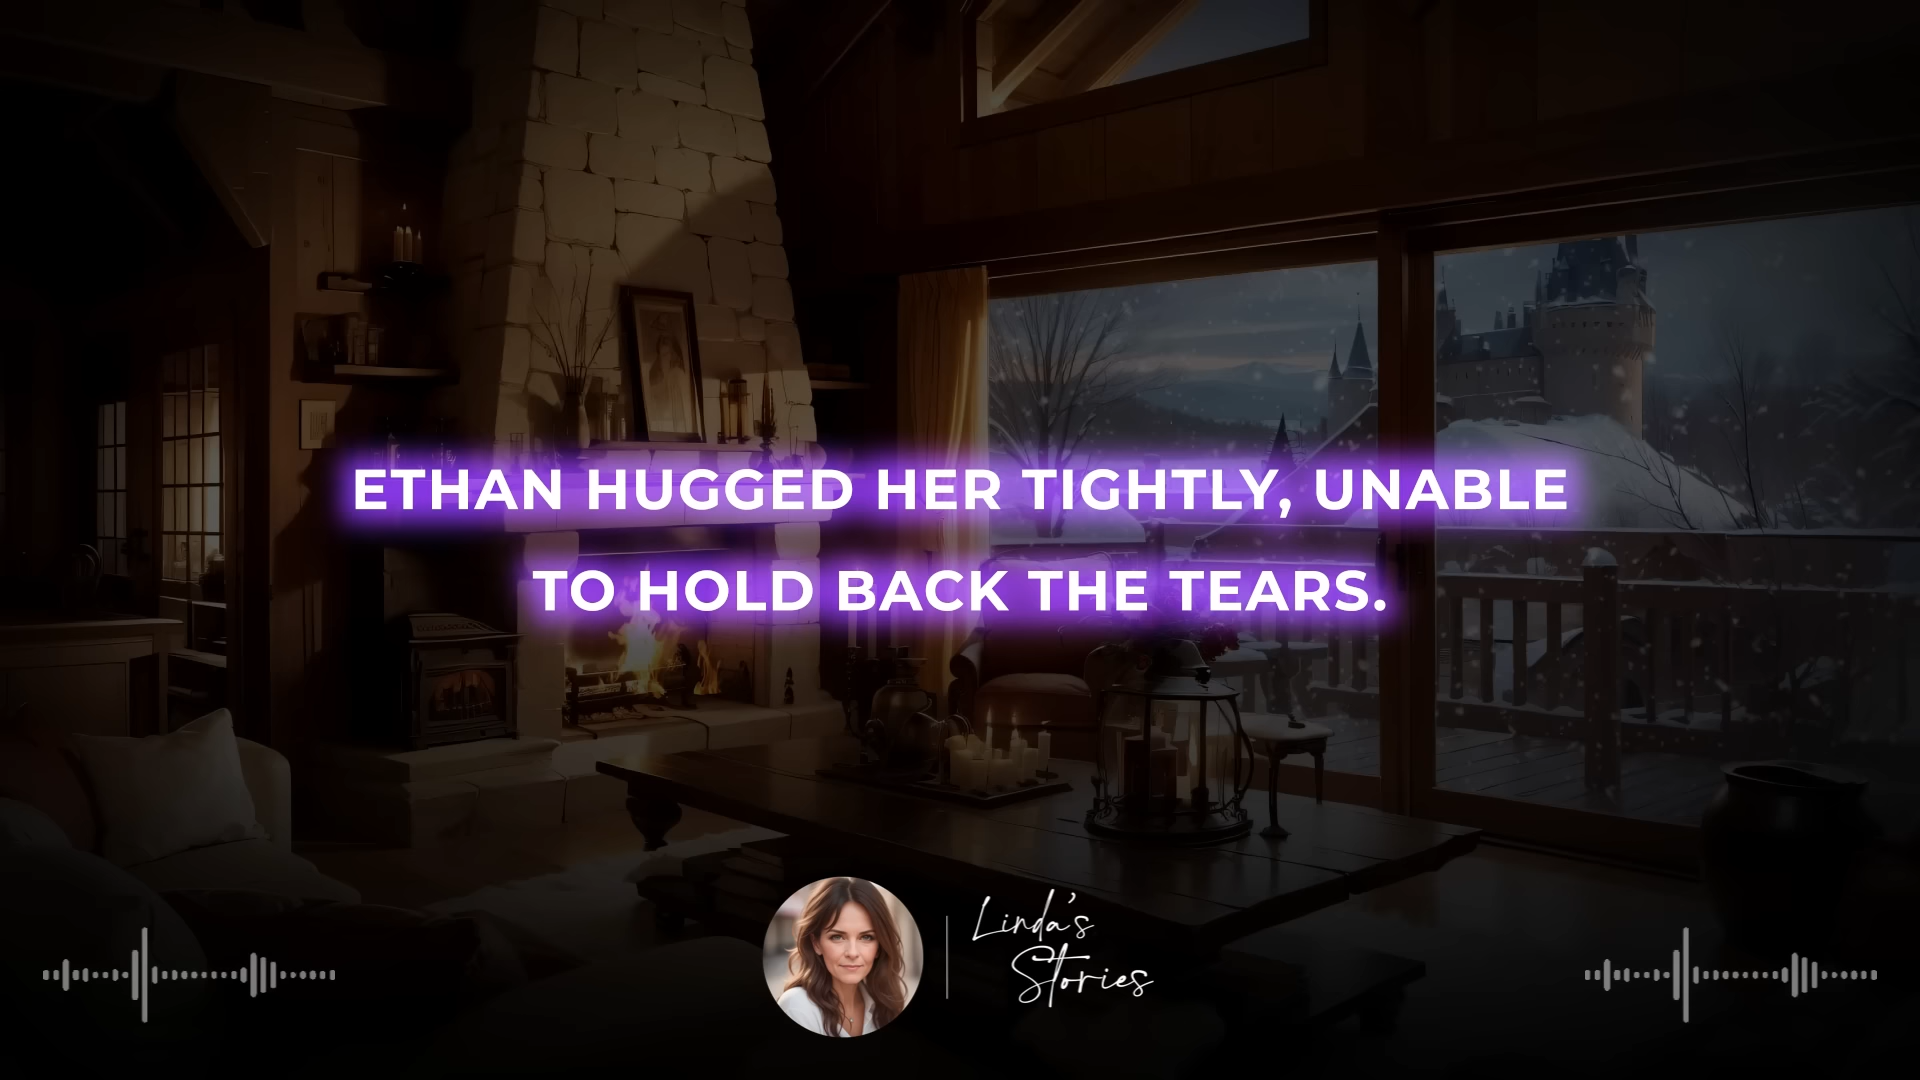 ETHAN HUGGED HER TIGHTLY, UNABLE
TO HOLD BACK THE TEARS.
Linda's
Stories